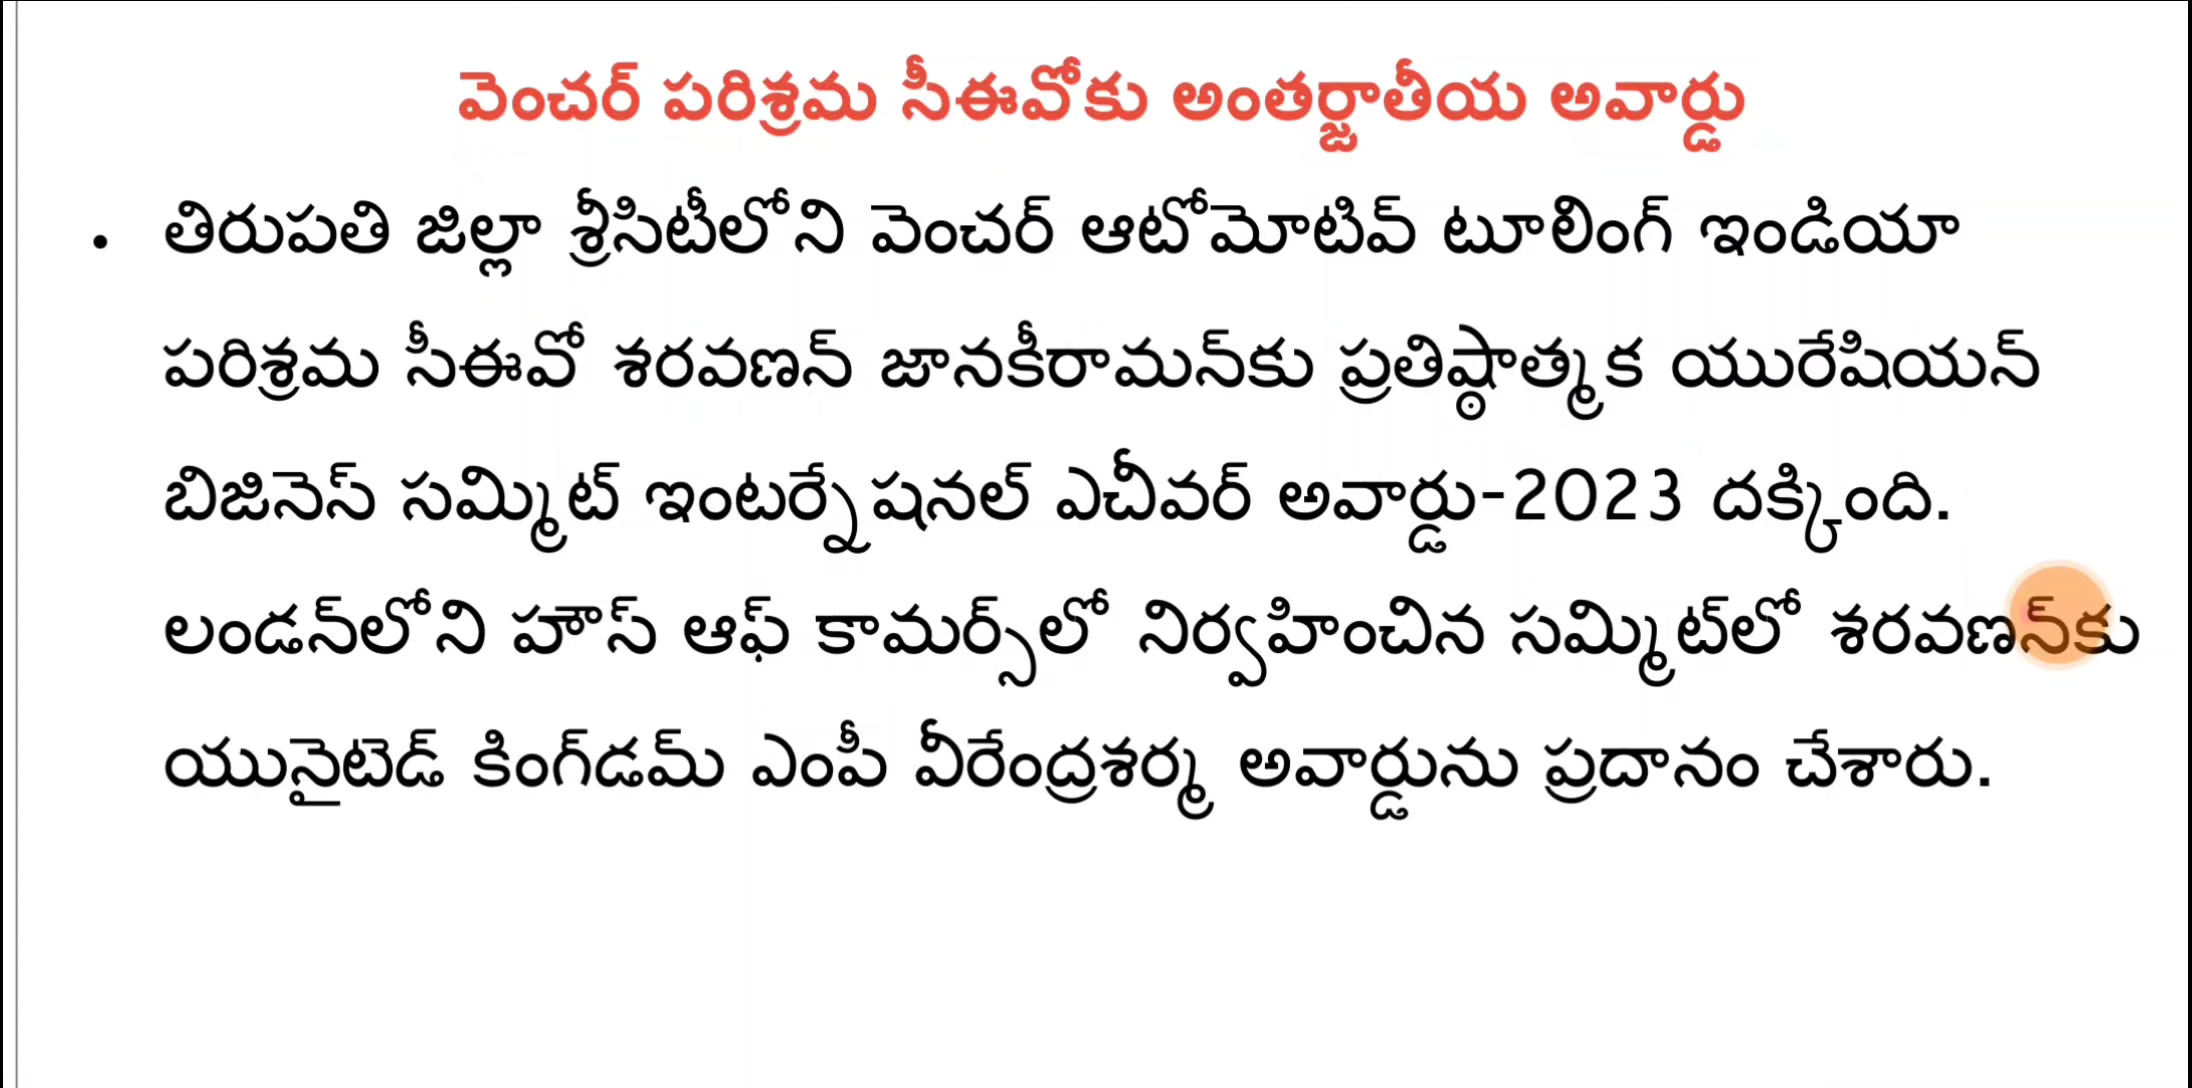 వెంచర్ పరిశ్రమ సీఈవోకు అంతర్జాతీయ అవార్డు
• తిరుపతి జిల్లా శ్రీసిటీలోని వెంచర్ ఆటోమోటివ్ టూలింగ్ ఇండియా
పరిశ్రమ సీఈవో శరవణన్ జానకీరామన్‌కు ప్రతిష్ఠాత్మక యురేషియన్
బిజినెస్ సమ్మిట్ ఇంటర్నేషనల్ ఎచీవర్ అవార్డు-2023 దక్కింది.
లండన్‌లోని హౌస్ ఆఫ్ కామర్స్‌లో నిర్వహించిన సమ్మిట్‌లో శరవణన్‌కు
యునైటెడ్ కింగ్‌డమ్ ఎంపీ వీరేంద్రశర్మ అవార్డును ప్రదానం చేశారు.